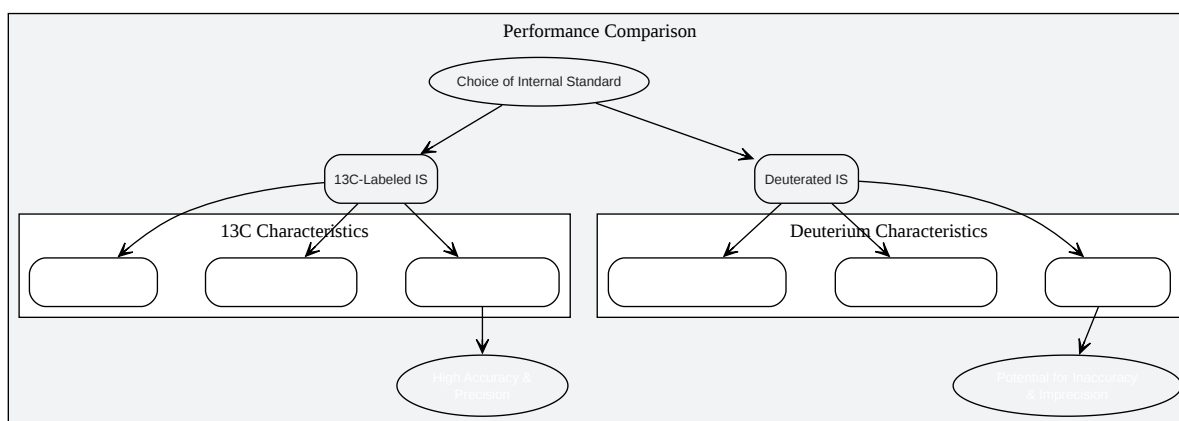 Performance Comparison
Choice of Internal Standard
13C-Labeled IS
Deuterated IS
13C Characteristics
Deuterium Characteristics
High Accuracy &
Precision
Potential for Inaccuracy
& Imprecision